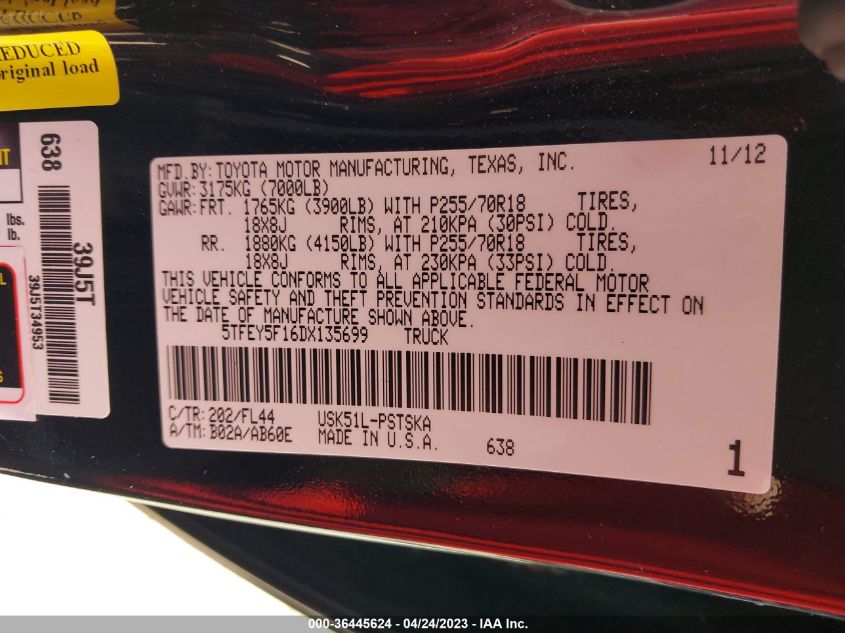 REDUCED
original load
638
lbs.
lb.
39J5T
39J5T34953
MFD.BY: TOYOTA MOTOR MANUFACTURING, TEXAS, INC. 11/12
GVWR: 3175KG (7000LB)
GAWR: FRT. 1765KG (3900LB) WITH P255/70R18 TIRES,
18X8J RIMS, AT 210KPA (30PSI) COLD.
RR. 1880KG (4150LB) WITH P255/70R18 TIRES,
18X8J RIMS, AT 230KPA (33PSI) COLD.
THIS VEHICLE CONFORMS TO ALL APPLICABLE FEDERAL MOTOR
VEHICLE SAFETY AND THEFT PREVENTION STANDARDS IN EFFECT ON
THE DATE OF MANUFACTURE SHOWN ABOVE.
5TFEY5F16DX135699 TRUCK
C/TR: 202/FL44 USK51L-PSTSKA
A/TM: B02A/AB60E MADE IN U.S.A. 638
1
000-36445624 - 04/24/2023 - IAA Inc.